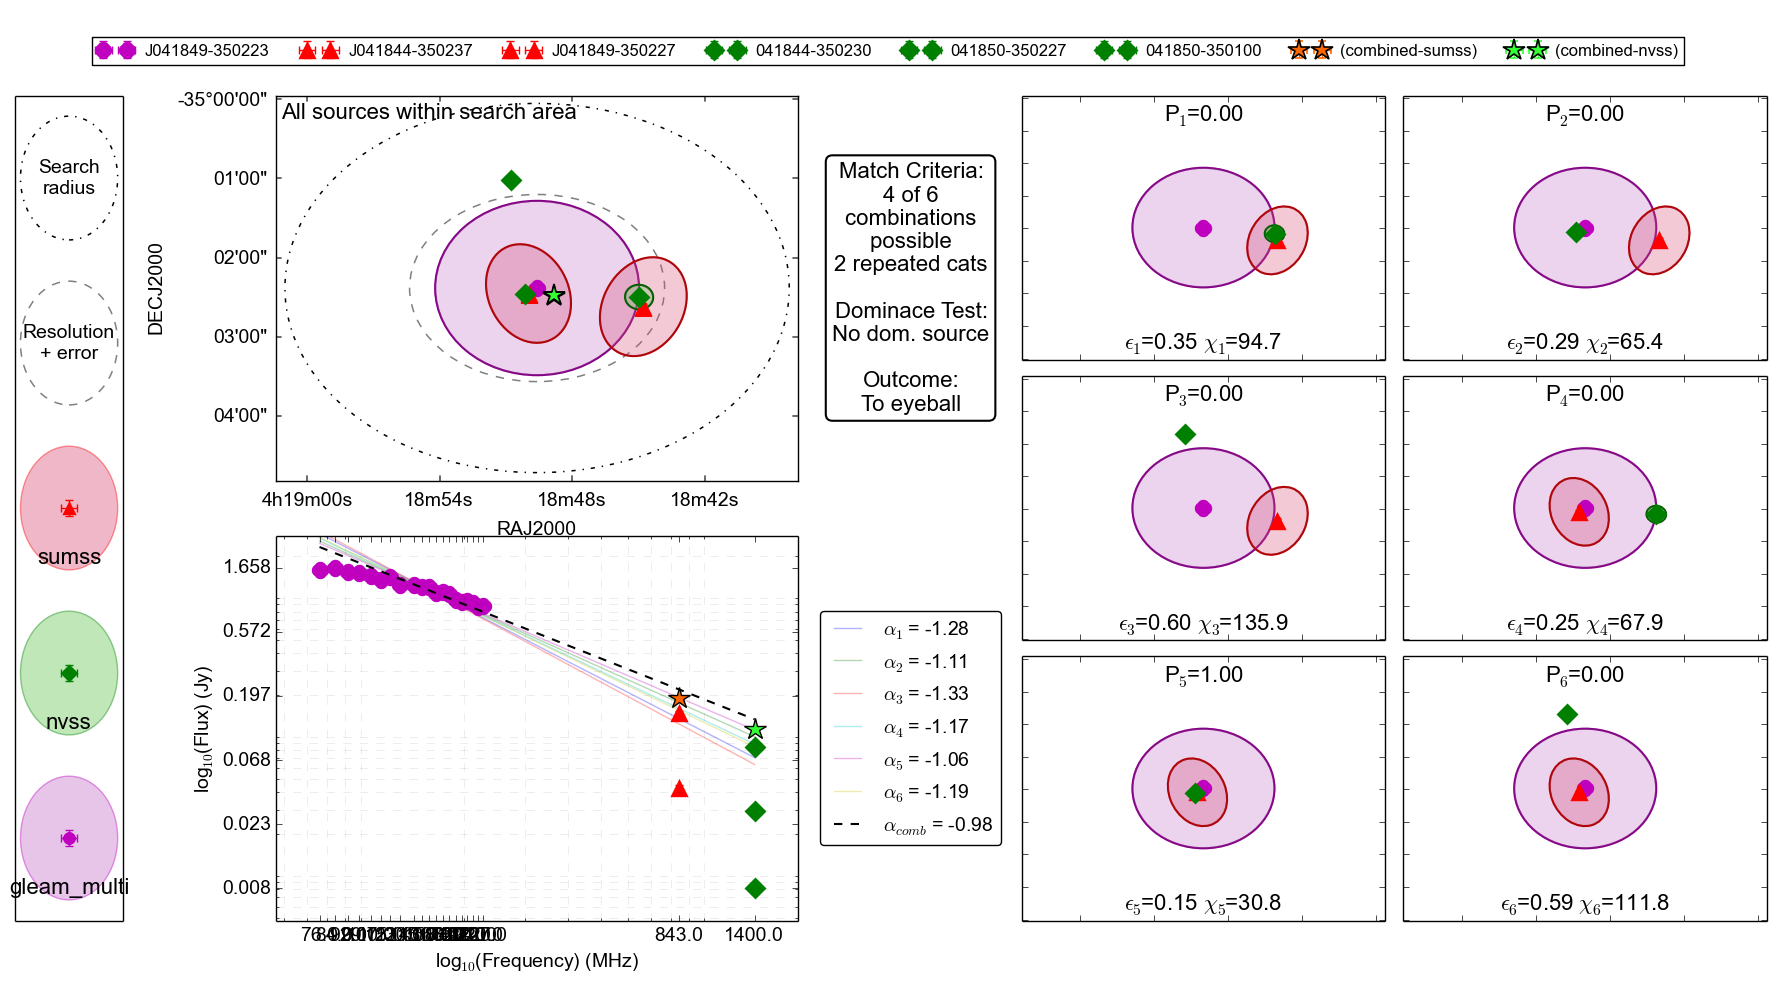 J041849-350223 J041844-350237 J041849-350227 041844-350230 041850-350227 041850-350100 (combined-sumss) (combined-nvss)
Search
radius
Resolution
+ error
sumss
nvss
gleam_multi
All sources within search area
-35°00'00"
01'00"
02'00"
03'00"
04'00"
DECJ2000
4h19m00s 18m54s 18m48s 18m42s
RAJ2000
Match Criteria:
4 of 6
combinations
possible
2 repeated cats
Dominace Test:
No dom. source
Outcome:
To eyeball
1.658
0.572
0.197
0.068
0.023
0.008
log₁₀(Flux) (Jy)
843.0 1400.0
log₁₀(Frequency) (MHz)
α₁ = -1.28
α₂ = -1.11
α₃ = -1.33
α₄ = -1.17
α₅ = -1.06
α₆ = -1.19
α_comb = -0.98
P₁=0.00
ϵ₁=0.35 χ₁=94.7
P₂=0.00
ϵ₂=0.29 χ₂=65.4
P₃=0.00
ϵ₃=0.60 χ₃=135.9
P₄=0.00
ϵ₄=0.25 χ₄=67.9
P₅=1.00
ϵ₅=0.15 χ₅=30.8
P₆=0.00
ϵ₆=0.59 χ₆=111.8